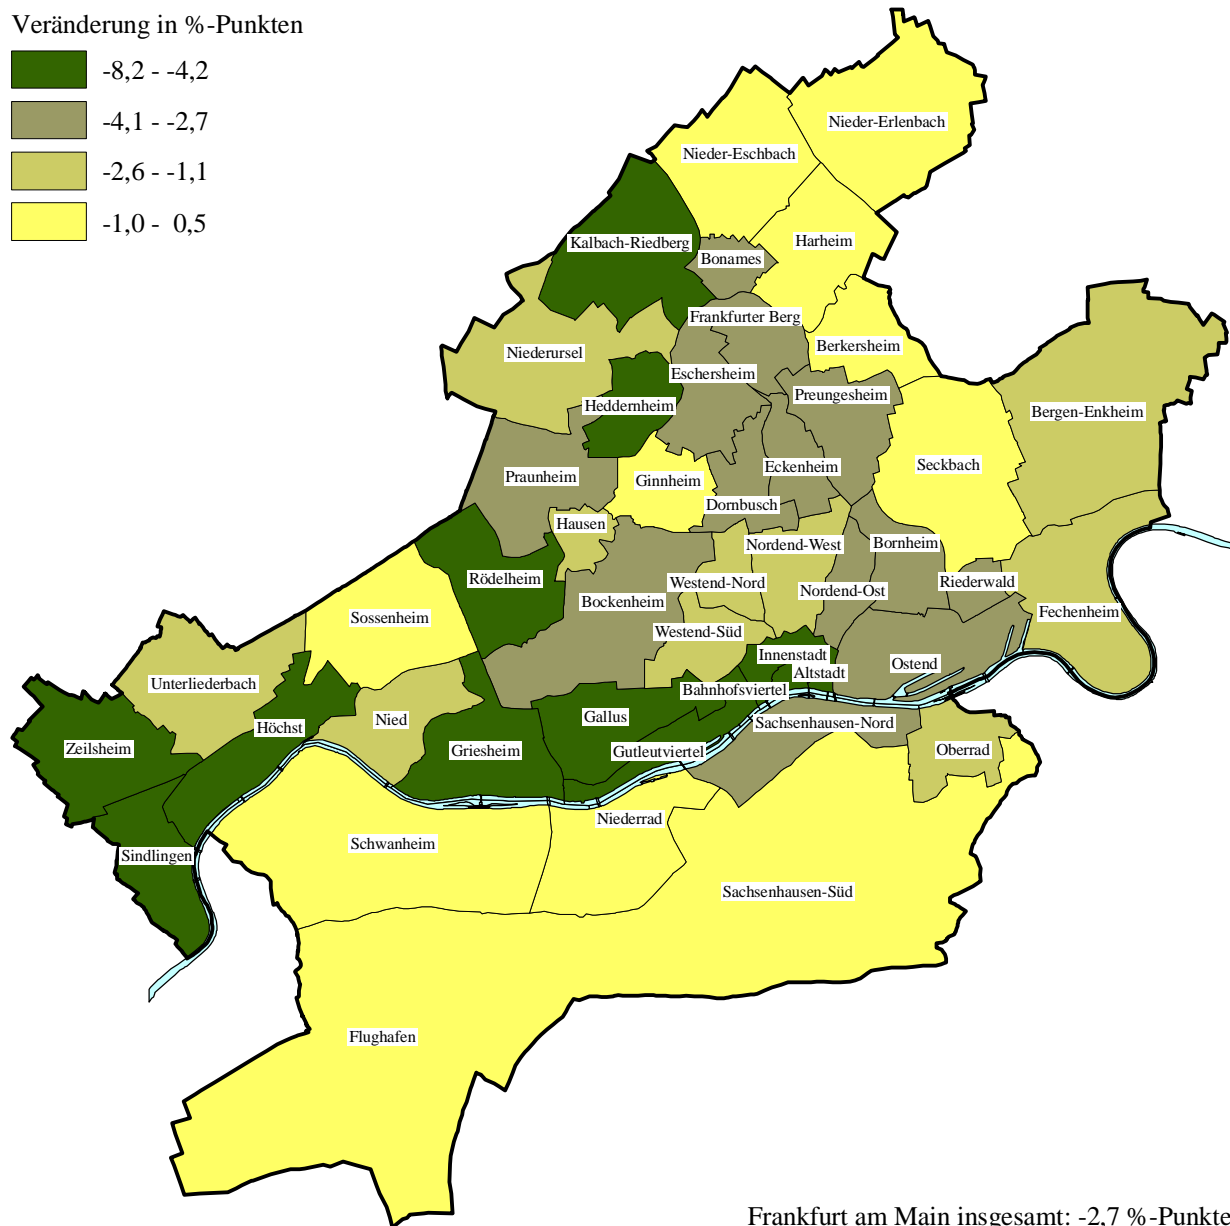 Veränderung in %-Punkten
-8,2 - -4,2
-4,1 - -2,7
-2,6 - -1,1
-1,0 - 0,5
Nieder-Erlenbach
Nieder-Eschbach
Kalbach-Riedberg
Harheim
Bonames
Frankfurter Berg
Berkersheim
Niederursel
Eschersheim
Preungesheim
Heddernheim
Bergen-Enkheim
Seckbach
Eckenheim
Praunheim
Ginnheim
Dornbusch
Hausen
Nordend-West
Bornheim
Rödelheim
Westend-Nord
Riederwald
Nordend-Ost
Bockenheim
Fechenheim
Sossenheim
Westend-Süd
Innenstadt
Ostend
Altstadt
Unterliederbach
Bahnhofsviertel
Gallus
Nied
Sachsenhausen-Nord
Höchst
Zeilsheim
Griesheim
Gutleutviertel
Oberrad
Niederrad
Schwanheim
Sindlingen
Sachsenhausen-Süd
Flughafen
Frankfurt am Main insgesamt: -2,7 %-Punkte